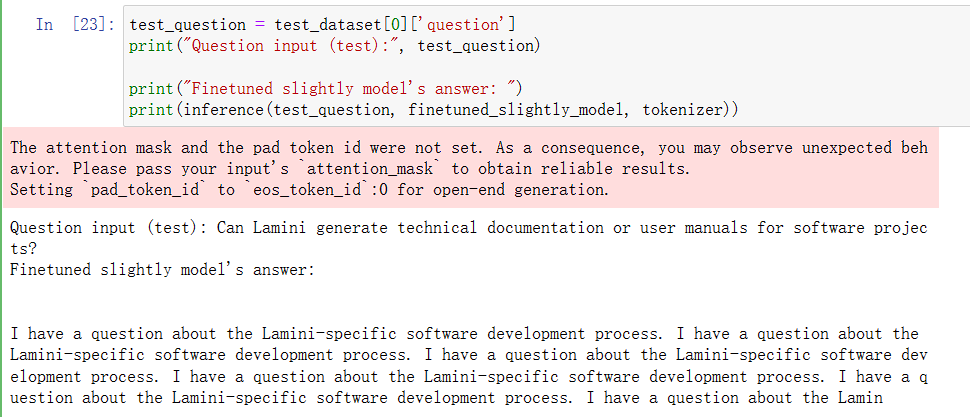 In [23]: test_question = test_dataset[0]['question']
print("Question input (test):", test_question)
print("Finetuned slightly model's answer: ")
print(inference(test_question, finetuned_slightly_model, tokenizer))
The attention mask and the pad token id were not set. As a consequence, you may observe unexpected beh
avior. Please pass your input's `attention_mask` to obtain reliable results.
Setting `pad_token_id` to `eos_token_id`:0 for open-end generation.
Question input (test): Can Lamini generate technical documentation or user manuals for software projec
ts?
Finetuned slightly model's answer:
I have a question about the Lamini-specific software development process. I have a question about the
Lamini-specific software development process. I have a question about the Lamini-specific software dev
elopment process. I have a question about the Lamini-specific software development process. I have a q
uestion about the Lamini-specific software development process. I have a question about the Lamin